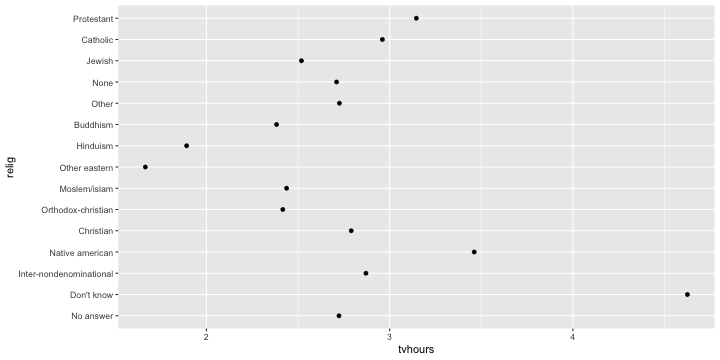 Protestant
Catholic
Jewish
None
Other
Buddhism
Hinduism
Other eastern
Moslem/islam
Orthodox-christian
Christian
Native american
Inter-nondenominational
Don't know
No answer
relig
2 3 4
tvhours